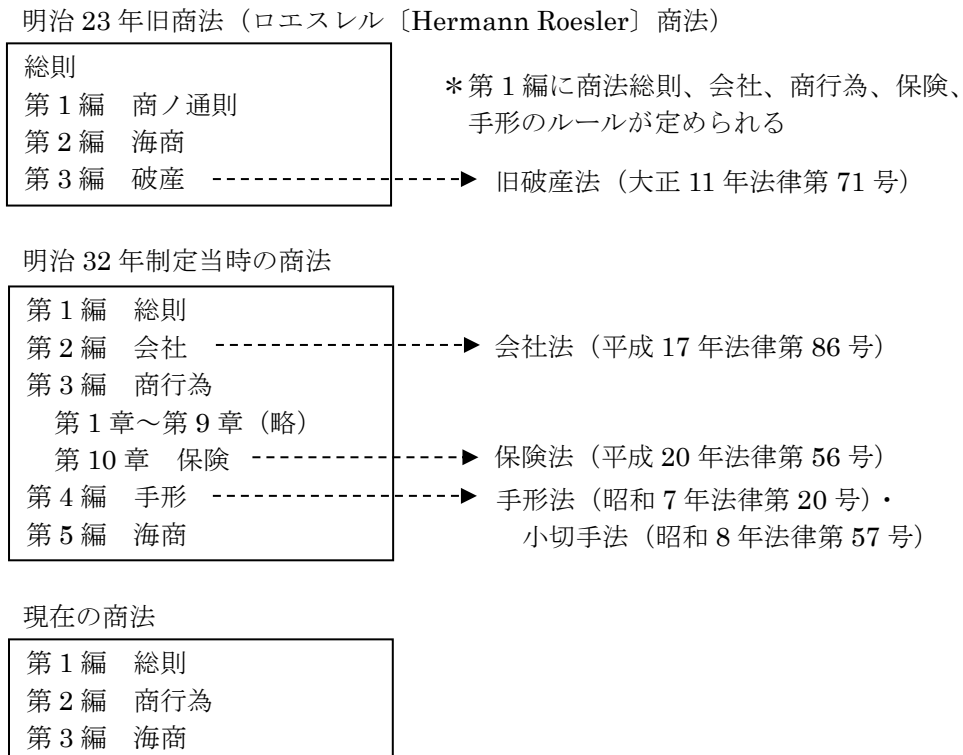 明治 23 年旧商法（ロエスレル〔Hermann Roesler〕商法）
総則
第 1 編　商ノ通則
第 2 編　海商
第 3 編　破産
＊第 1 編に商法総則、会社、商行為、保険、
手形のルールが定められる
旧破産法（大正 11 年法律第 71 号）
明治 32 年制定当時の商法
第 1 編　総則
第 2 編　会社
会社法（平成 17 年法律第 86 号）
第 3 編　商行為
第 1 章～第 9 章（略）
第 10 章　保険
保険法（平成 20 年法律第 56 号）
第 4 編　手形
手形法（昭和 7 年法律第 20 号）・
第 5 編　海商
小切手法（昭和 8 年法律第 57 号）
現在の商法
第 1 編　総則
第 2 編　商行為
第 3 編　海商